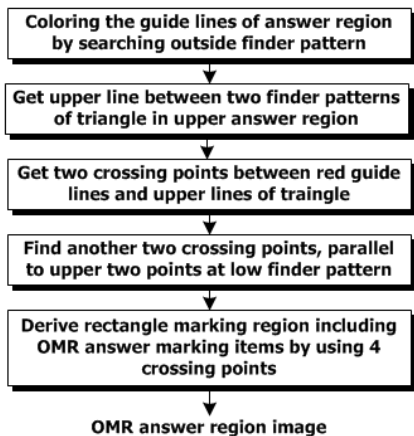 Coloring the guide lines of answer region
by searching outside finder pattern
Get upper line between two finder patterns
of triangle in upper answer region
Get two crossing points between red guide
lines and upper lines of traingle
Find another two crossing points, parallel
to upper two points at low finder pattern
Derive rectangle marking region including
OMR answer marking items by using 4
crossing points
OMR answer region image